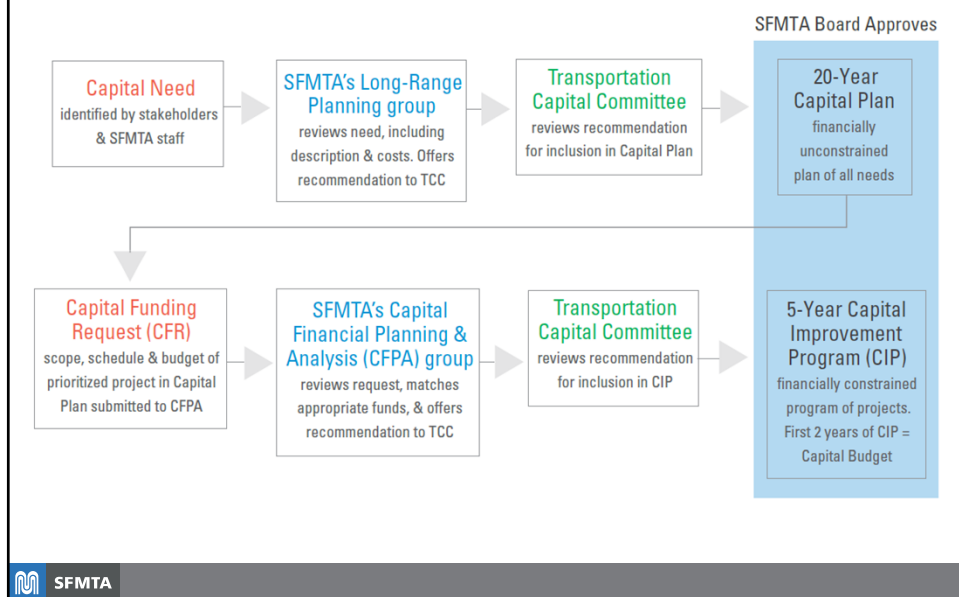 SFMTA Board Approves
Capital Need
identified by stakeholders
& SFMTA staff
SFMTA's Long-Range
Planning group
reviews need, including
description & costs. Offers
recommendation to TCC
Transportation
Capital Committee
reviews recommendation
for inclusion in Capital Plan
20-Year
Capital Plan
financially
unconstrained
plan of all needs
Capital Funding
Request (CFR)
scope, schedule & budget of
prioritized project in Capital
Plan submitted to CFPA
SFMTA's Capital
Financial Planning &
Analysis (CFPA) group
reviews request, matches
appropriate funds, & offers
recommendation to TCC
Transportation
Capital Committee
reviews recommendation
for inclusion in CIP
5-Year Capital
Improvement
Program (CIP)
financially constrained
program of projects.
First 2 years of CIP =
Capital Budget
SFMTA